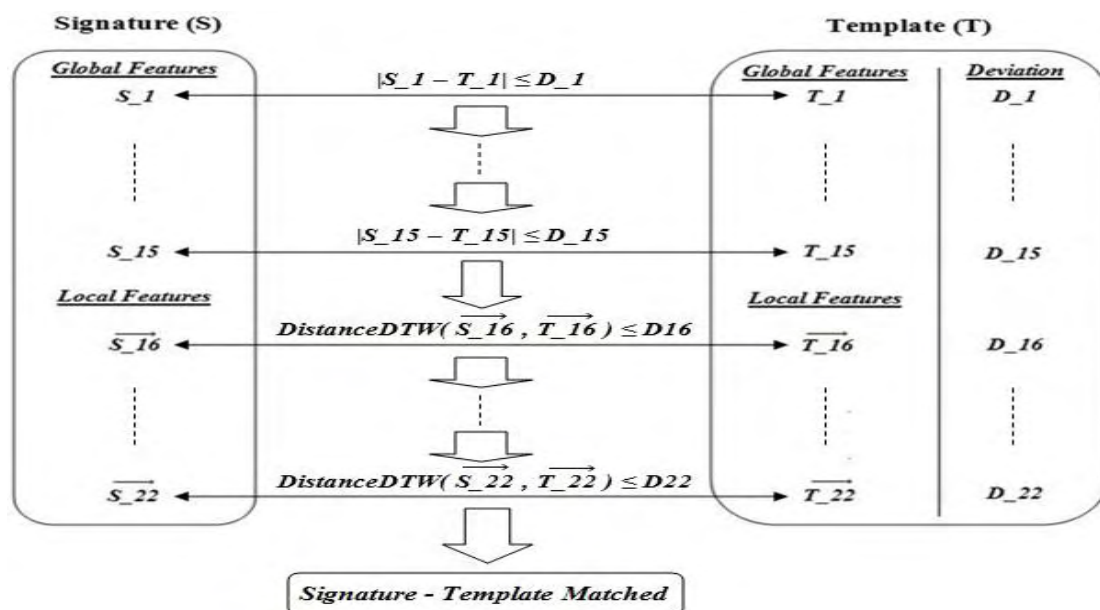 Signature (S) Template (T)
Global Features Global Features Deviation
|S_1 – T_1| ≤ D_1
S_1 T_1 D_1
|S_15 – T_15| ≤ D_15
S_15 T_15 D_15
Local Features Local Features
DistanceDTW( S_16 , T_16 ) ≤ D16
S_16 T_16 D_16
DistanceDTW( S_22 , T_22 ) ≤ D22
S_22 T_22 D_22
Signature - Template Matched